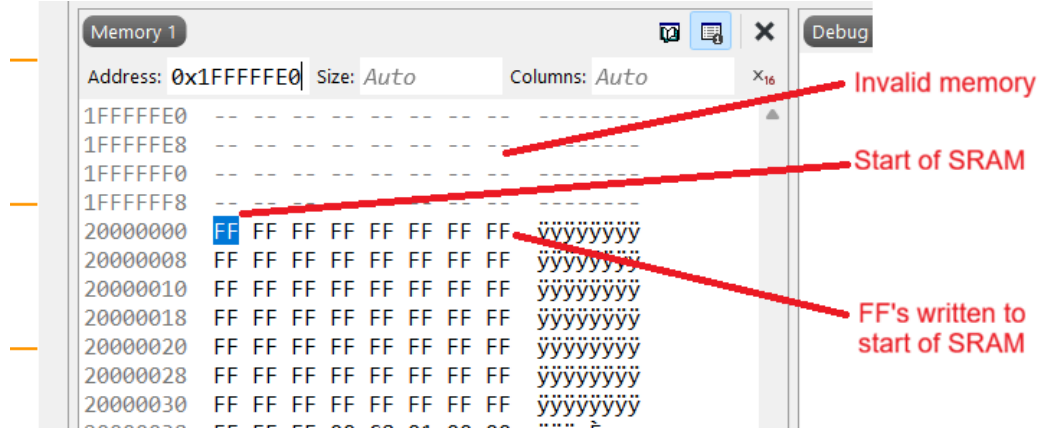 Memory 1
Debug
Address: 0x1FFFFFE0 Size: Auto Columns: Auto x16
Invalid memory
1FFFFFE0 -- -- -- -- -- -- -- -- --------
1FFFFFE8 -- -- -- -- -- -- -- -- --------
Start of SRAM
1FFFFFF0 -- -- -- -- -- -- -- -- --------
1FFFFFF8 -- -- -- -- -- -- -- -- --------
20000000 FF FF FF FF FF FF FF FF ÿÿÿÿÿÿÿÿ
20000008 FF FF FF FF FF FF FF FF ÿÿÿÿÿÿÿÿ
20000010 FF FF FF FF FF FF FF FF ÿÿÿÿÿÿÿÿ
20000018 FF FF FF FF FF FF FF FF ÿÿÿÿÿÿÿÿ
FF's written to
start of SRAM
20000020 FF FF FF FF FF FF FF FF ÿÿÿÿÿÿÿÿ
20000028 FF FF FF FF FF FF FF FF ÿÿÿÿÿÿÿÿ
20000030 FF FF FF FF FF FF FF FF ÿÿÿÿÿÿÿÿ